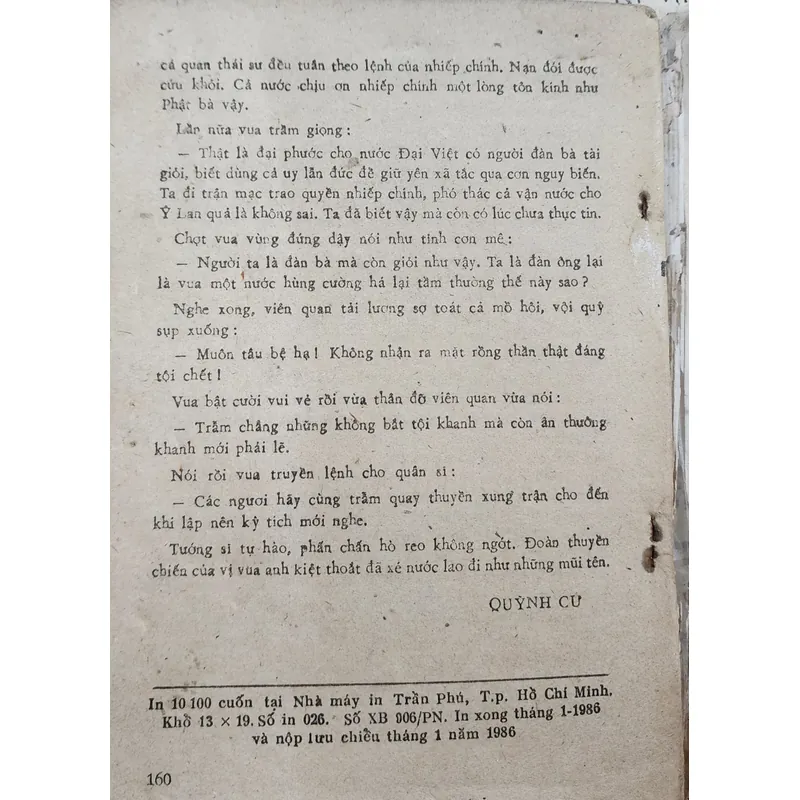 cả quan thái sư đều tuân theo lệnh của nhiếp chính. Nạn đói được
cứu khỏi. Cả nước chịu ơn nhiếp chính một lòng tôn kính như
Phật bà vậy.
Lần nữa vua trầm giọng :
— Thật là đại phước cho nước Đại Việt có người đàn bà tài
giỏi, biết dùng cả uy lẫn đức để giữ yên xã tắc qua cơn nguy biến.
Ta đi trận mạc trao quyền nhiếp chính, phó thác cả vận nước cho
Ỷ Lan quả là không sai. Ta đã biết vậy mà còn có lúc chưa thực tin.
Chợt vua vùng đứng dậy nói như tỉnh cơn mê :
— Người ta là đàn bà mà còn giỏi như vậy. Ta là đàn ông lại
là vua một nước hùng cường há lại tầm thường thế này sao ?
Nghe xong, viên quan tải lương sợ toát cả mồ hôi, vội quỳ
sụp xuống :
— Muôn tâu bệ hạ ! Không nhận ra mặt rồng thần thật đáng
tội chết !
Vua bật cười vui vẻ rồi vừa thân đỡ viên quan vừa nói :
— Trẫm chẳng những không bắt tội khanh mà còn ân thưởng
khanh mới phải lẽ.
Nói rồi vua truyền lệnh cho quân sĩ :
— Các ngươi hãy cùng trẫm quay thuyền xung trận cho đến
khi lập nên kỳ tích mới nghe.
Tướng sĩ tự hào, phấn chấn hò reo không ngớt. Đoàn thuyền
chiến của vị vua anh kiệt thoắt đã xé nước lao đi như những mũi tên.
QUỲNH CƯ
In 10 100 cuốn tại Nhà máy in Trần Phú, T.p. Hồ Chí Minh.
Khổ 13 × 19. Số in 026. Số XB 906/PN. In xong tháng 1-1986
và nộp lưu chiểu tháng 1 năm 1986
160